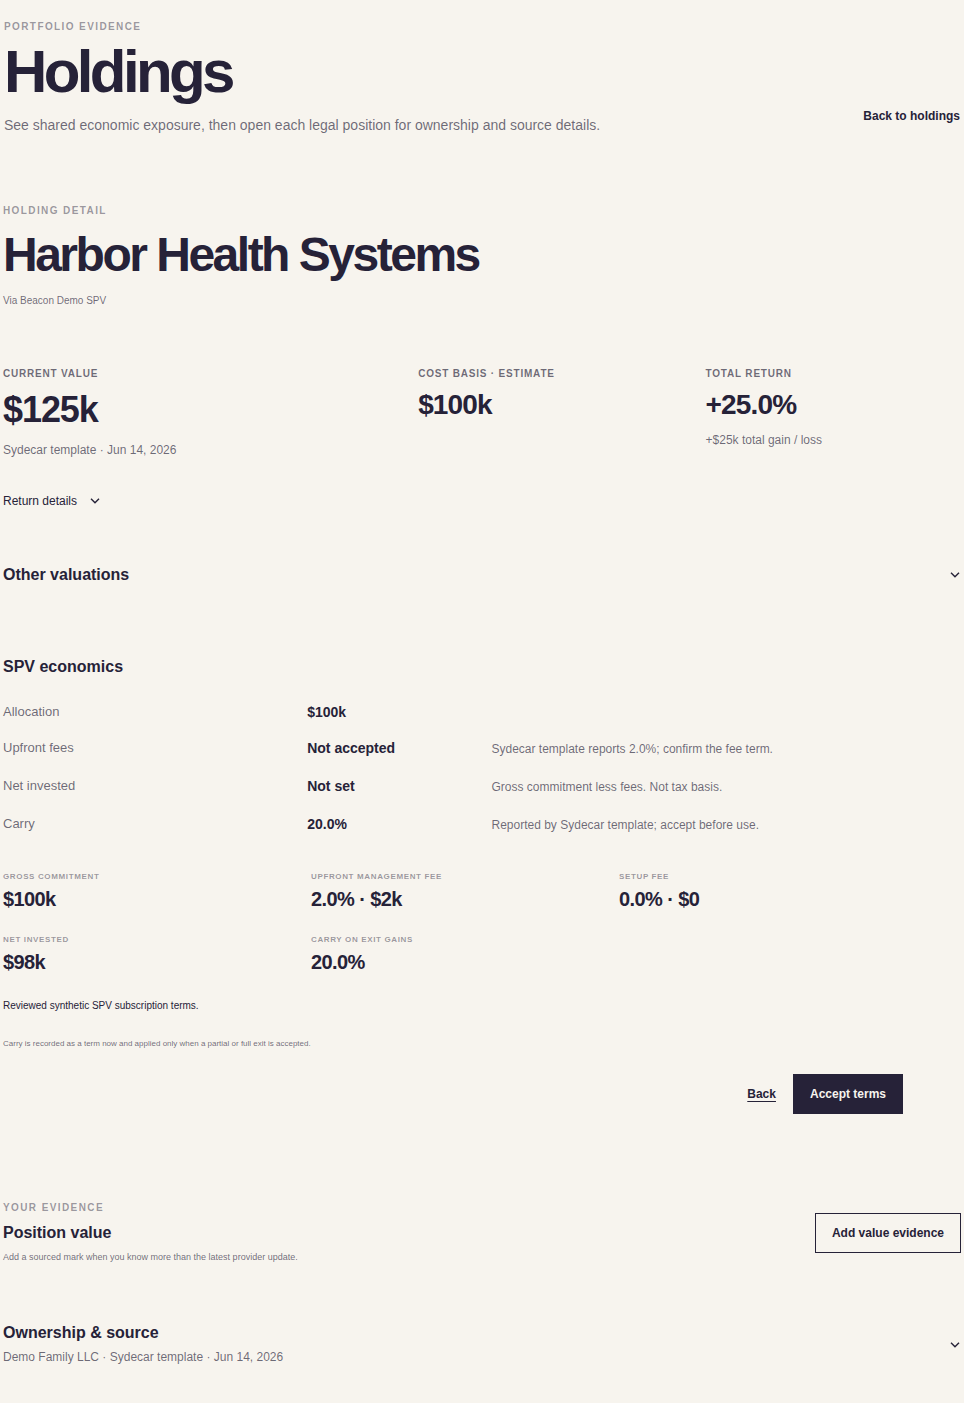 PORTFOLIO EVIDENCE
Holdings
See shared economic exposure, then open each legal position for ownership and source details.
Back to holdings
HOLDING DETAIL
Harbor Health Systems
Via Beacon Demo SPV
CURRENT VALUE
$125k
Sydecar template · Jun 14, 2026
COST BASIS · ESTIMATE
$100k
TOTAL RETURN
+25.0%
+$25k total gain / loss
Return details
Other valuations
SPV economics
Allocation $100k
Upfront fees Not accepted Sydecar template reports 2.0%; confirm the fee term.
Net invested Not set Gross commitment less fees. Not tax basis.
Carry 20.0% Reported by Sydecar template; accept before use.
GROSS COMMITMENT
$100k
UPFRONT MANAGEMENT FEE
2.0% · $2k
SETUP FEE
0.0% · $0
NET INVESTED
$98k
CARRY ON EXIT GAINS
20.0%
Reviewed synthetic SPV subscription terms.
Carry is recorded as a term now and applied only when a partial or full exit is accepted.
Back
Accept terms
YOUR EVIDENCE
Position value
Add a sourced mark when you know more than the latest provider update.
Add value evidence
Ownership & source
Demo Family LLC · Sydecar template · Jun 14, 2026